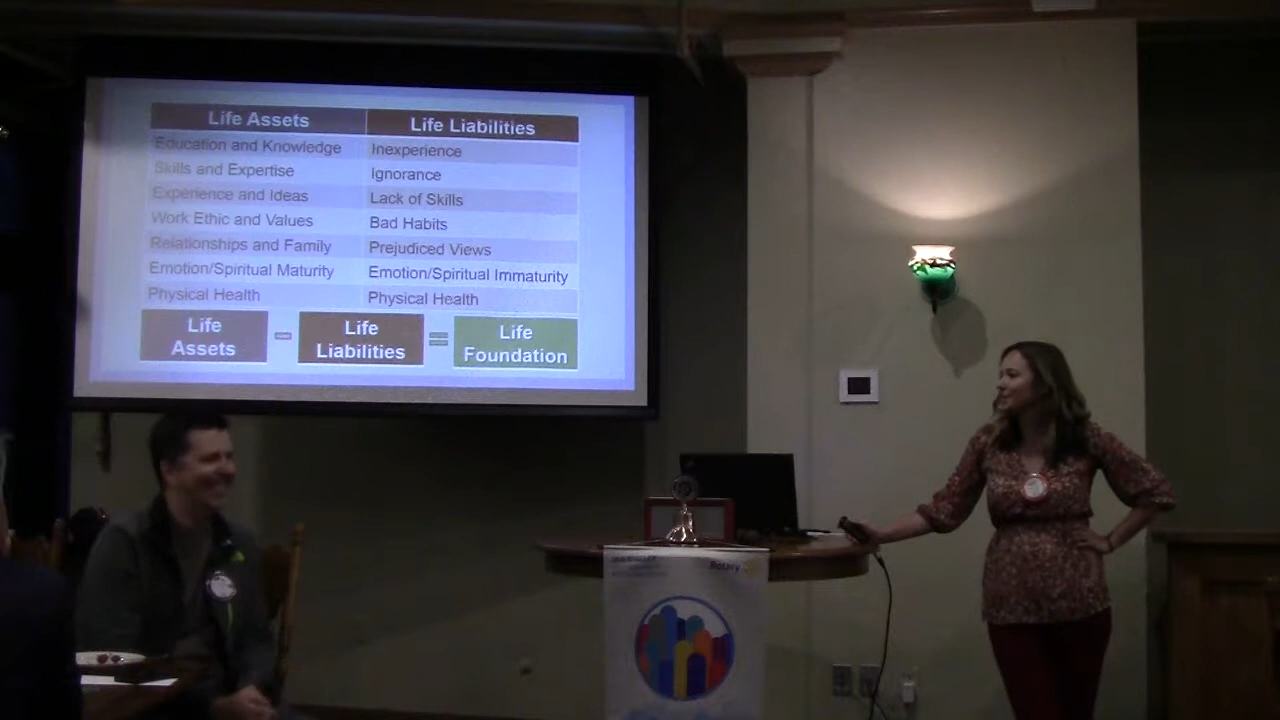 Life Assets Life Liabilities
Education and Knowledge Inexperience
Skills and Expertise Ignorance
Experience and Ideas Lack of Skills
Work Ethic and Values Bad Habits
Relationships and Family Prejudiced Views
Emotion/Spiritual Maturity Emotion/Spiritual Immaturity
Physical Health Physical Health
Life Assets - Life Liabilities = Life Foundation
Rotary